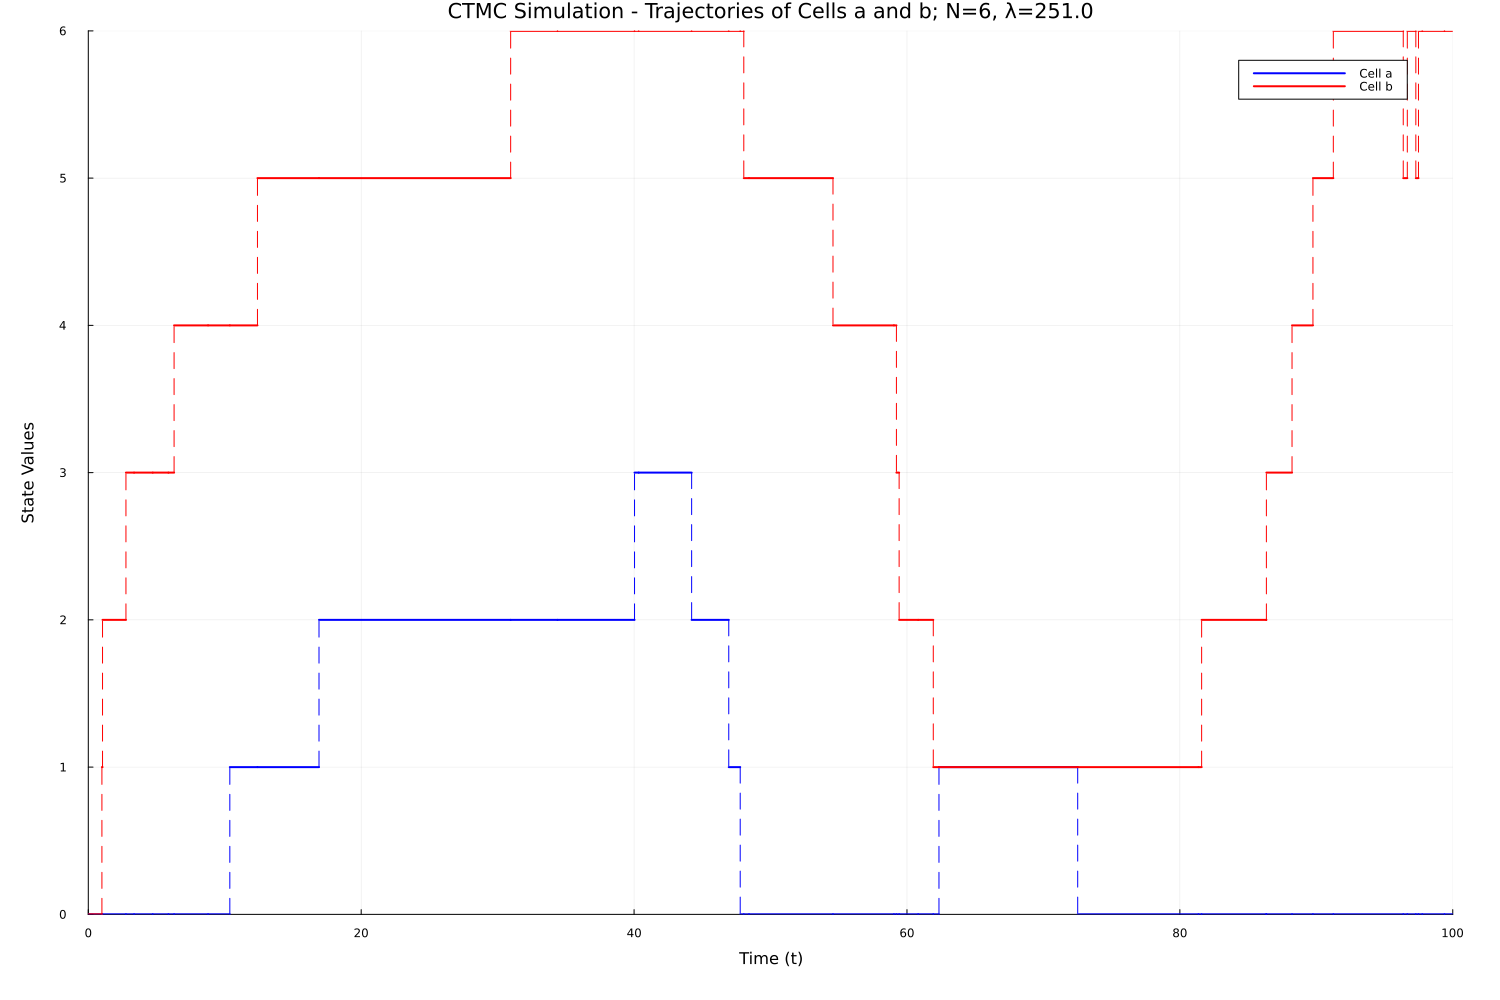 CTMC Simulation - Trajectories of Cells a and b; N=6, λ=251.0
6
Cell a
Cell b
5
4
State Values
3
2
1
0
0 20 40 60 80 100
Time (t)